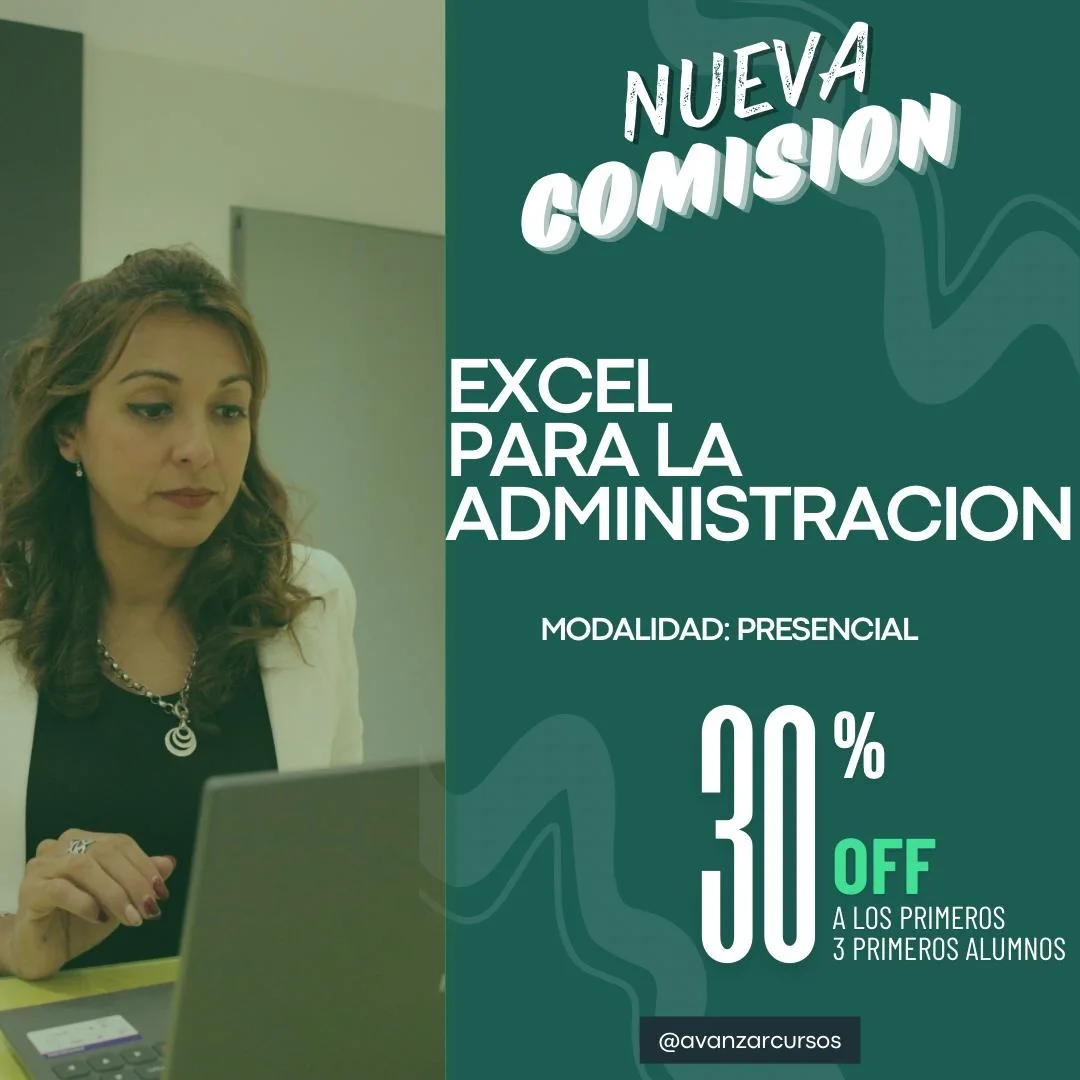 NUEVA
COMISION
EXCEL
PARA LA
ADMINISTRACION
MODALIDAD: PRESENCIAL
30%
OFF
A LOS PRIMEROS
3 PRIMEROS ALUMNOS
@avanzarcursos